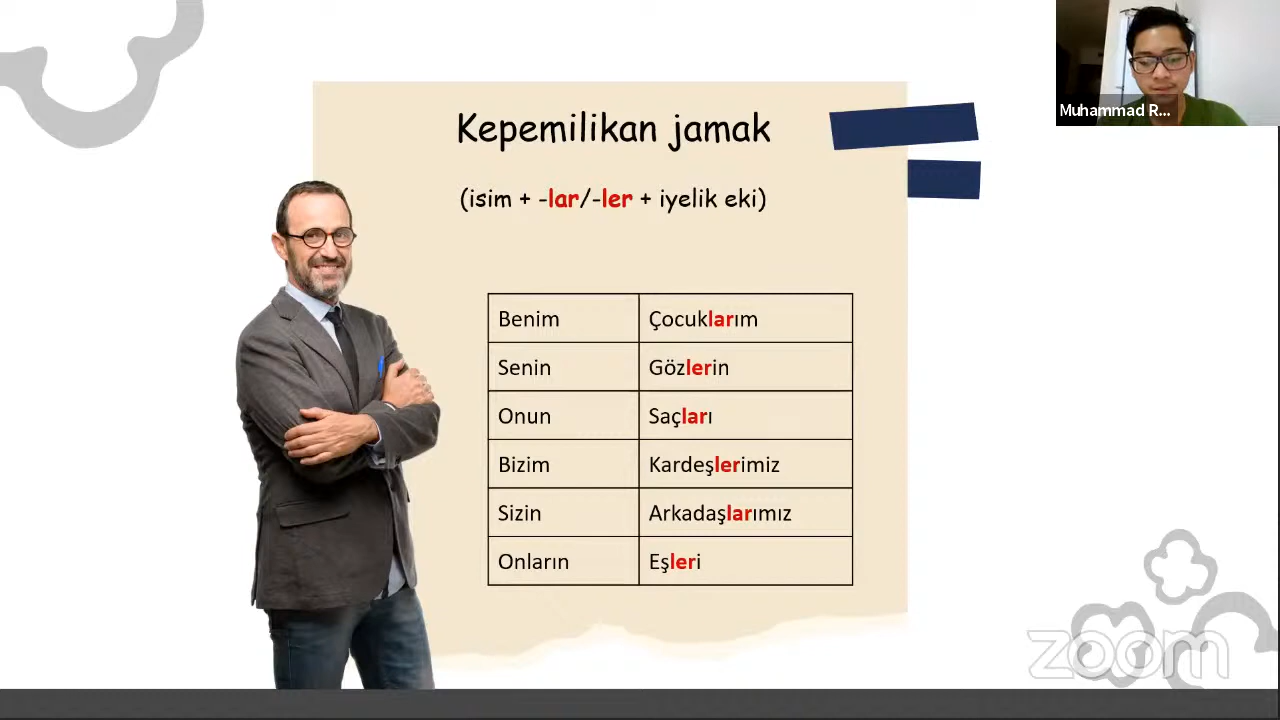 Kepemilikan jamak
(isim + -lar/-ler + iyelik eki)
Benim Çocuklarım
Senin Gözlerin
Onun Saçları
Bizim Kardeşlerimiz
Sizin Arkadaşlarımız
Onların Eşleri
Muhammad R...
zoom